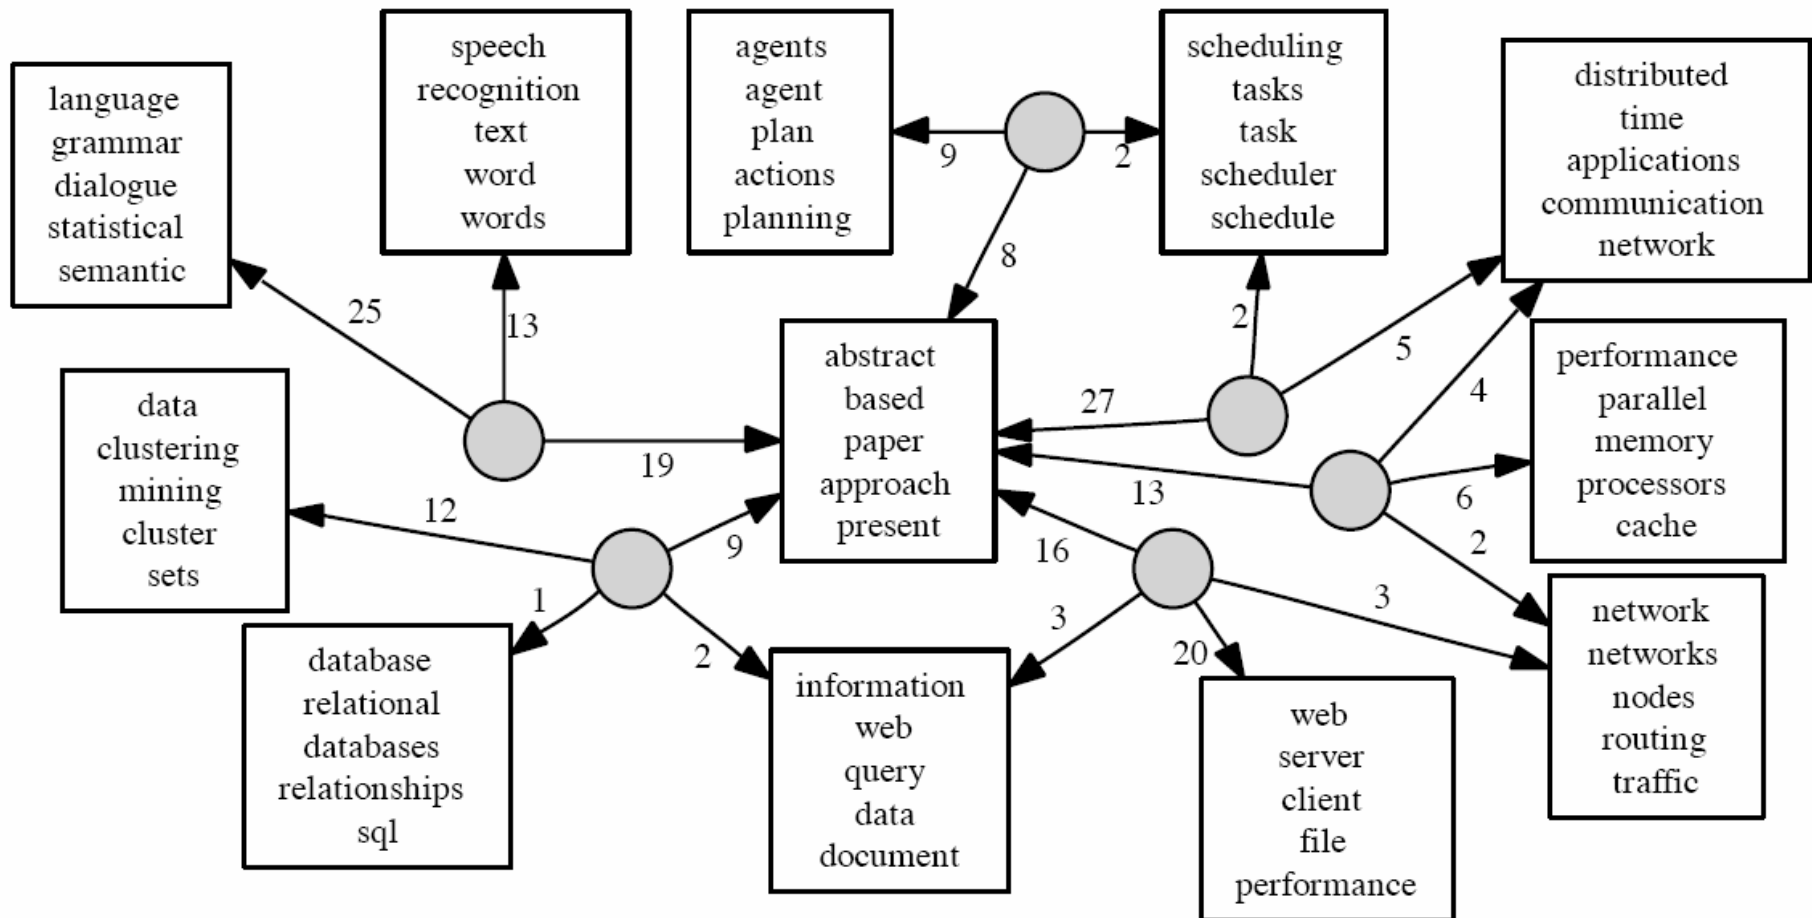 speech
recognition
text
word
words
agents
agent
plan
actions
planning
scheduling
tasks
task
scheduler
schedule
distributed
time
applications
communication
network
language
grammar
dialogue
statistical
semantic
9
2
8
25
13
2
5
4
27
19
13
6
2
abstract
based
paper
approach
present
performance
parallel
memory
processors
cache
data
clustering
mining
cluster
sets
12
9
16
1
2
3
20
3
database
relational
databases
relationships
sql
information
web
query
data
document
web
server
client
file
performance
network
networks
nodes
routing
traffic